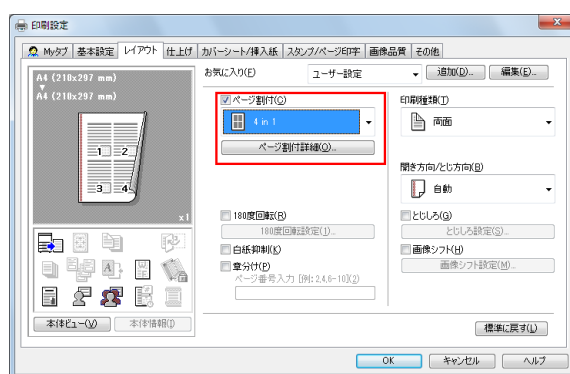 印刷設定
Myタブ 基本設定 レイアウト 仕上げ カバーシート/挿入紙 スタンプ/ページ印字 画像品質 その他
A4 (210x297 mm)
A4 (210x297 mm)
1 2
3 4
x1
本体ビュー(V) 本体情報(I)
お気に入り(F) ユーザー設定 追加(D)... 編集(E)...
ページ割付(C)
4 in 1
ページ割付詳細(O)...
180度回転(R)
180度回転設定(1)...
白紙抑制(K)
章分け(P)
ページ番号入力 [例: 2,4,6-10](2)
印刷種類(T)
両面
開き方向/とじ方向(B)
自動
とじしろ(G)
とじしろ設定(S)...
画像シフト(H)
画像シフト設定(M)...
標準に戻す(L)
OK キャンセル ヘルプ